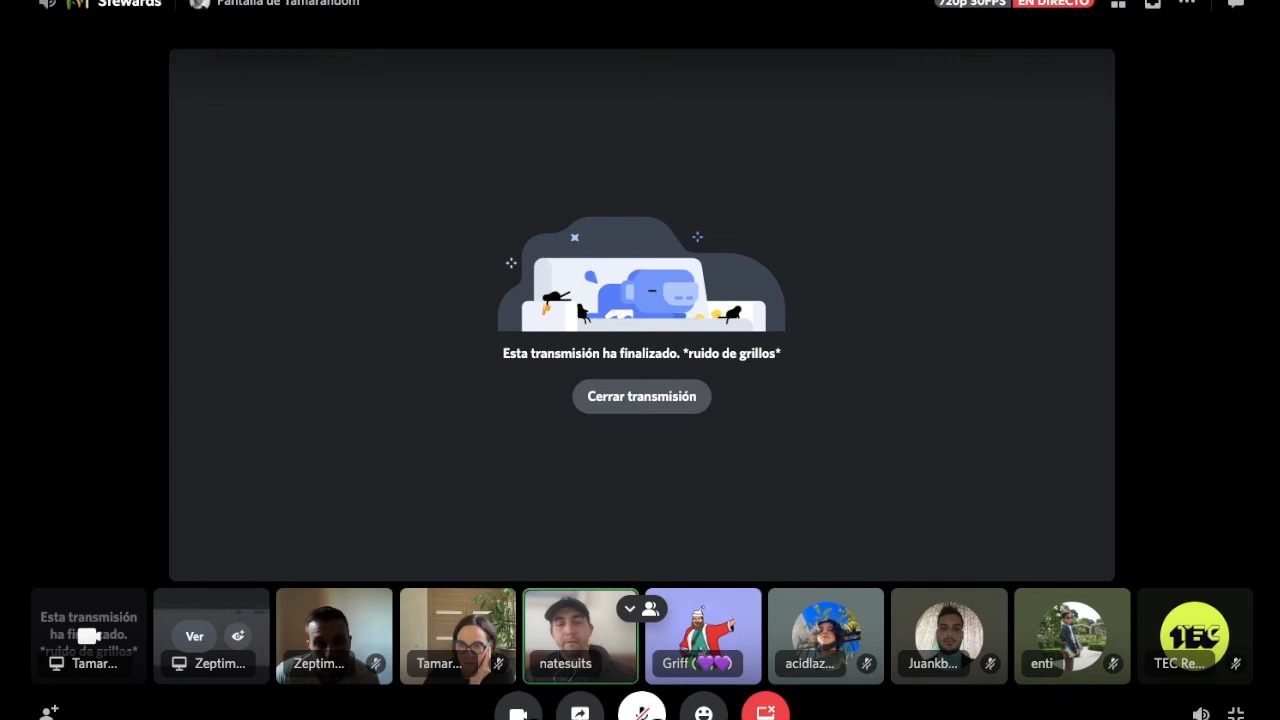 Stewards
Pantalla de Tamarandom
720p 30FPS
EN DIRECTO
Esta transmisión ha finalizado. *ruido de grillos*
Cerrar transmisión
Esta transmisión
ha finalizado.
*ruido de grillos*
Tamar...
Ver
Zeptim...
Zeptim...
Tamar...
natesuits
Griff (💜💜)
acidlaz...
Juankb...
enti
TEC
TEC Re...